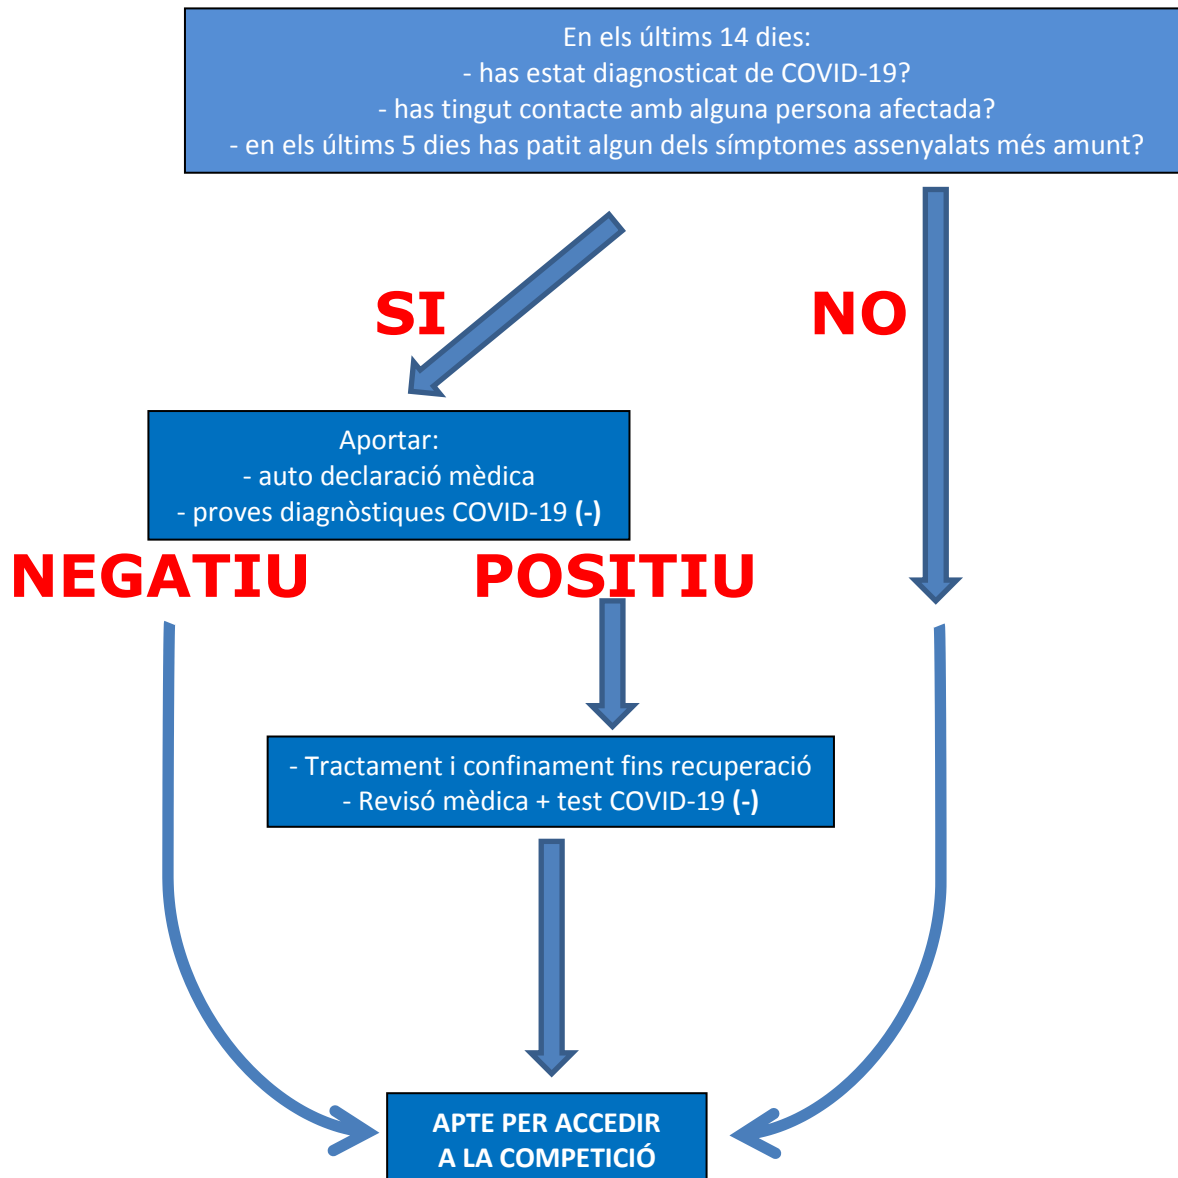 En els últims 14 dies:
- has estat diagnosticat de COVID-19?
- has tingut contacte amb alguna persona afectada?
- en els últims 5 dies has patit algun dels símptomes assenyalats més amunt?
SI
NO
Aportar:
- auto declaració mèdica
- proves diagnòstiques COVID-19 (-)
NEGATIU
POSITIU
- Tractament i confinament fins recuperació
- Revisó mèdica + test COVID-19 (-)
APTE PER ACCEDIR
A LA COMPETICIÓ